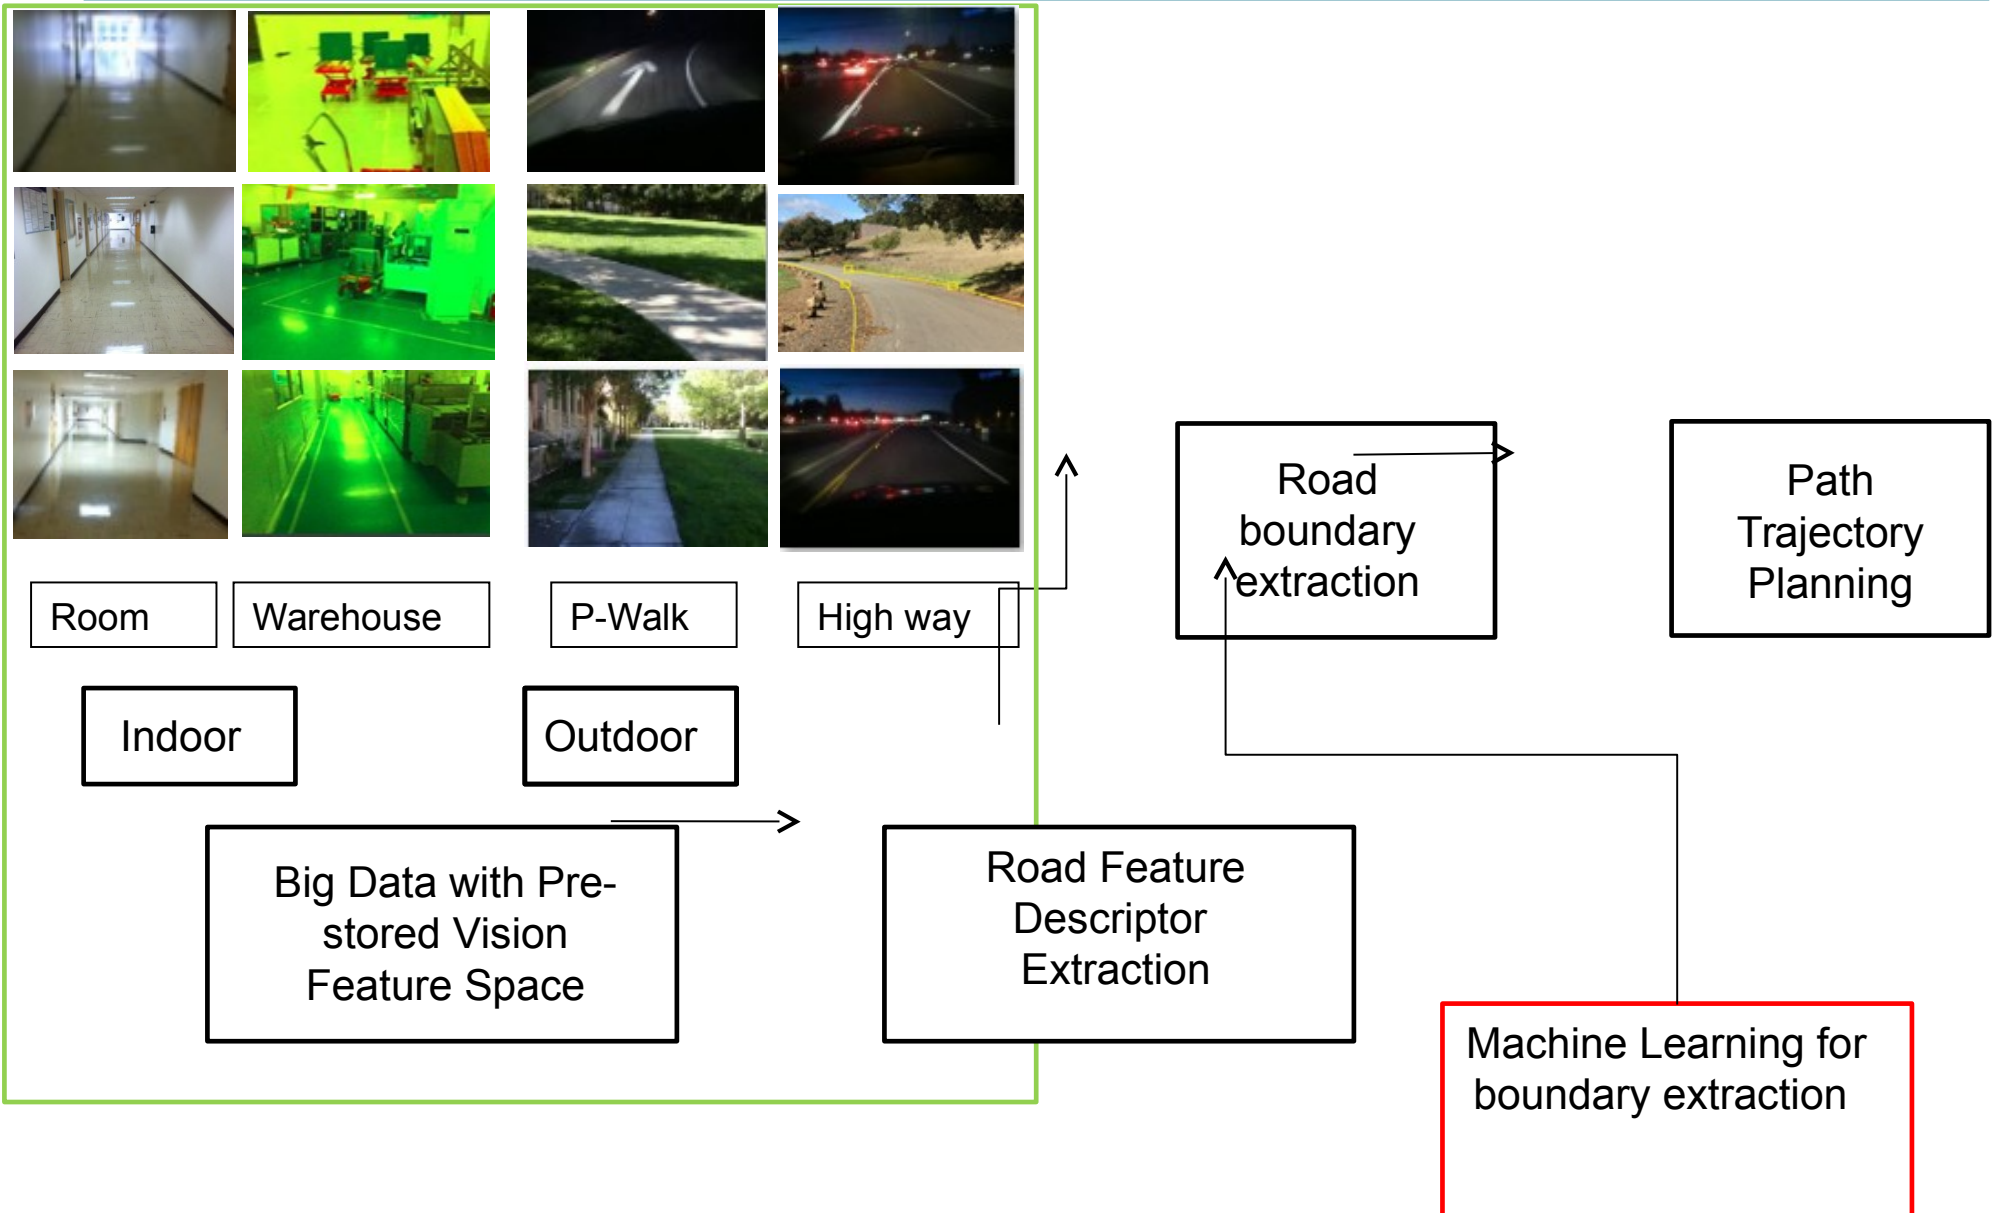 Room
Warehouse
P-Walk
High way
Indoor
Outdoor
Big Data with Pre-
stored Vision
Feature Space
Road Feature
Descriptor
Extraction
Road
boundary
extraction
Path
Trajectory
Planning
Machine Learning for
boundary extraction